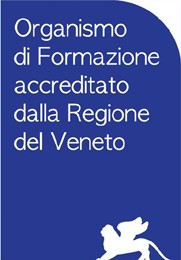 Organismo
di Formazione
accreditato
dalla Regione
del Veneto